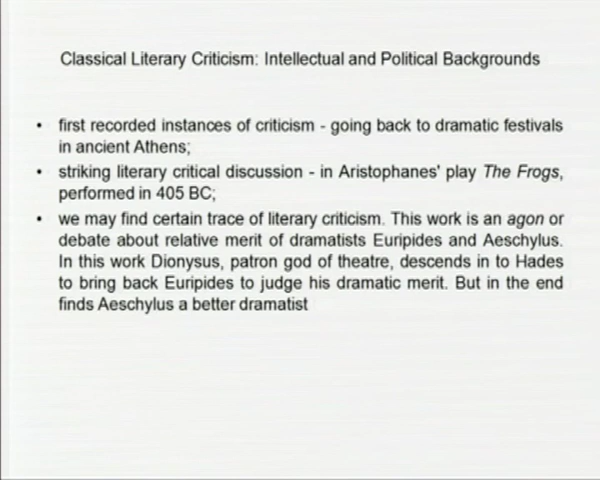 Classical Literary Criticism: Intellectual and Political Backgrounds
• first recorded instances of criticism - going back to dramatic festivals
in ancient Athens;
• striking literary critical discussion - in Aristophanes' play The Frogs,
performed in 405 BC;
• we may find certain trace of literary criticism. This work is an agon or
debate about relative merit of dramatists Euripides and Aeschylus.
In this work Dionysus, patron god of theatre, descends in to Hades
to bring back Euripides to judge his dramatic merit. But in the end
finds Aeschylus a better dramatist